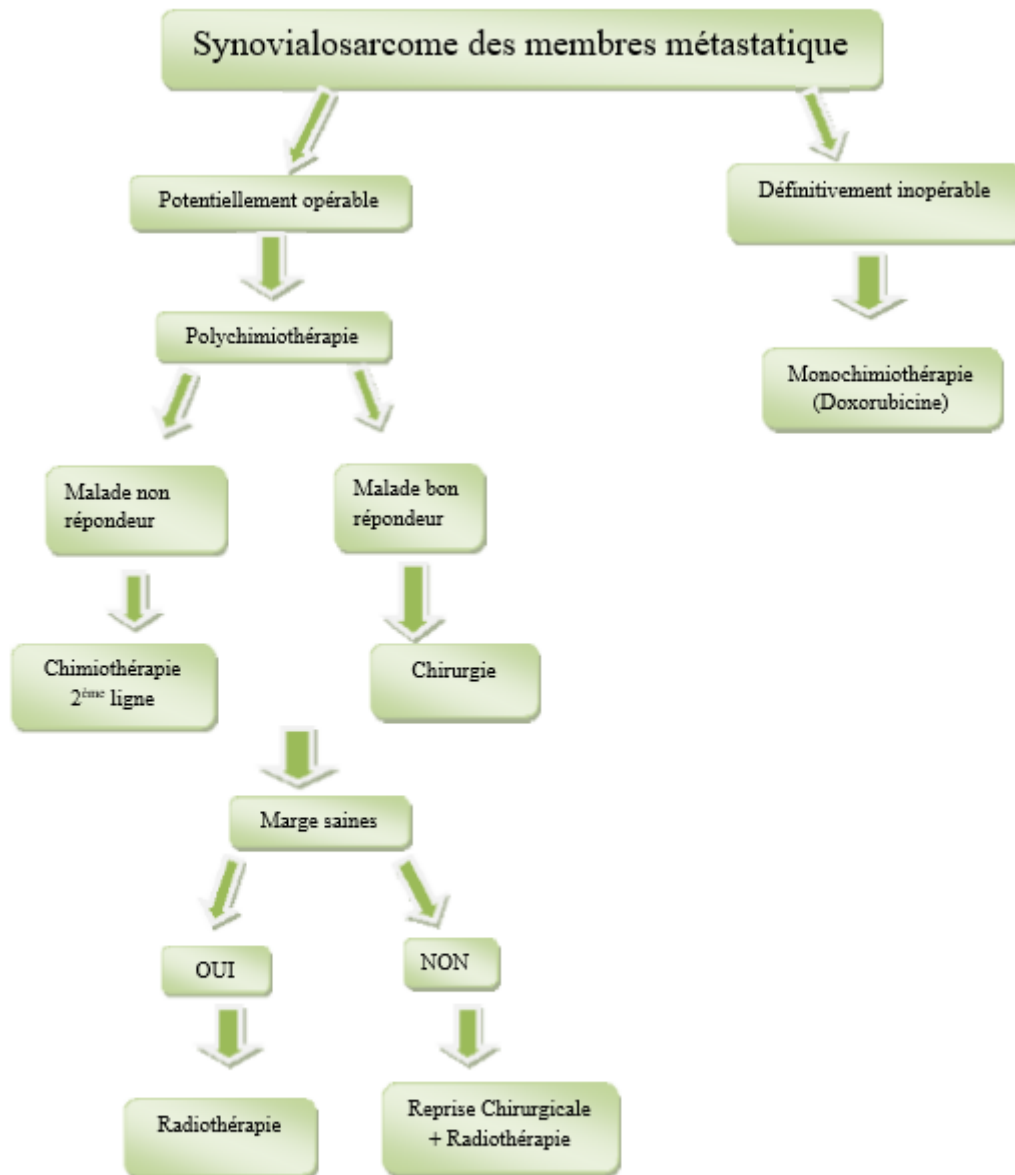 Synovialosarcome des membres métastatique
Potentiellement opérable
Définitivement inopérable
Polychimiothérapie
Monochimiothérapie
(Doxorubicine)
Malade non
répondeur
Malade bon
répondeur
Chimiothérapie
2ème ligne
Chirurgie
Marge saines
OUI
NON
Radiothérapie
Reprise Chirurgicale
+ Radiothérapie